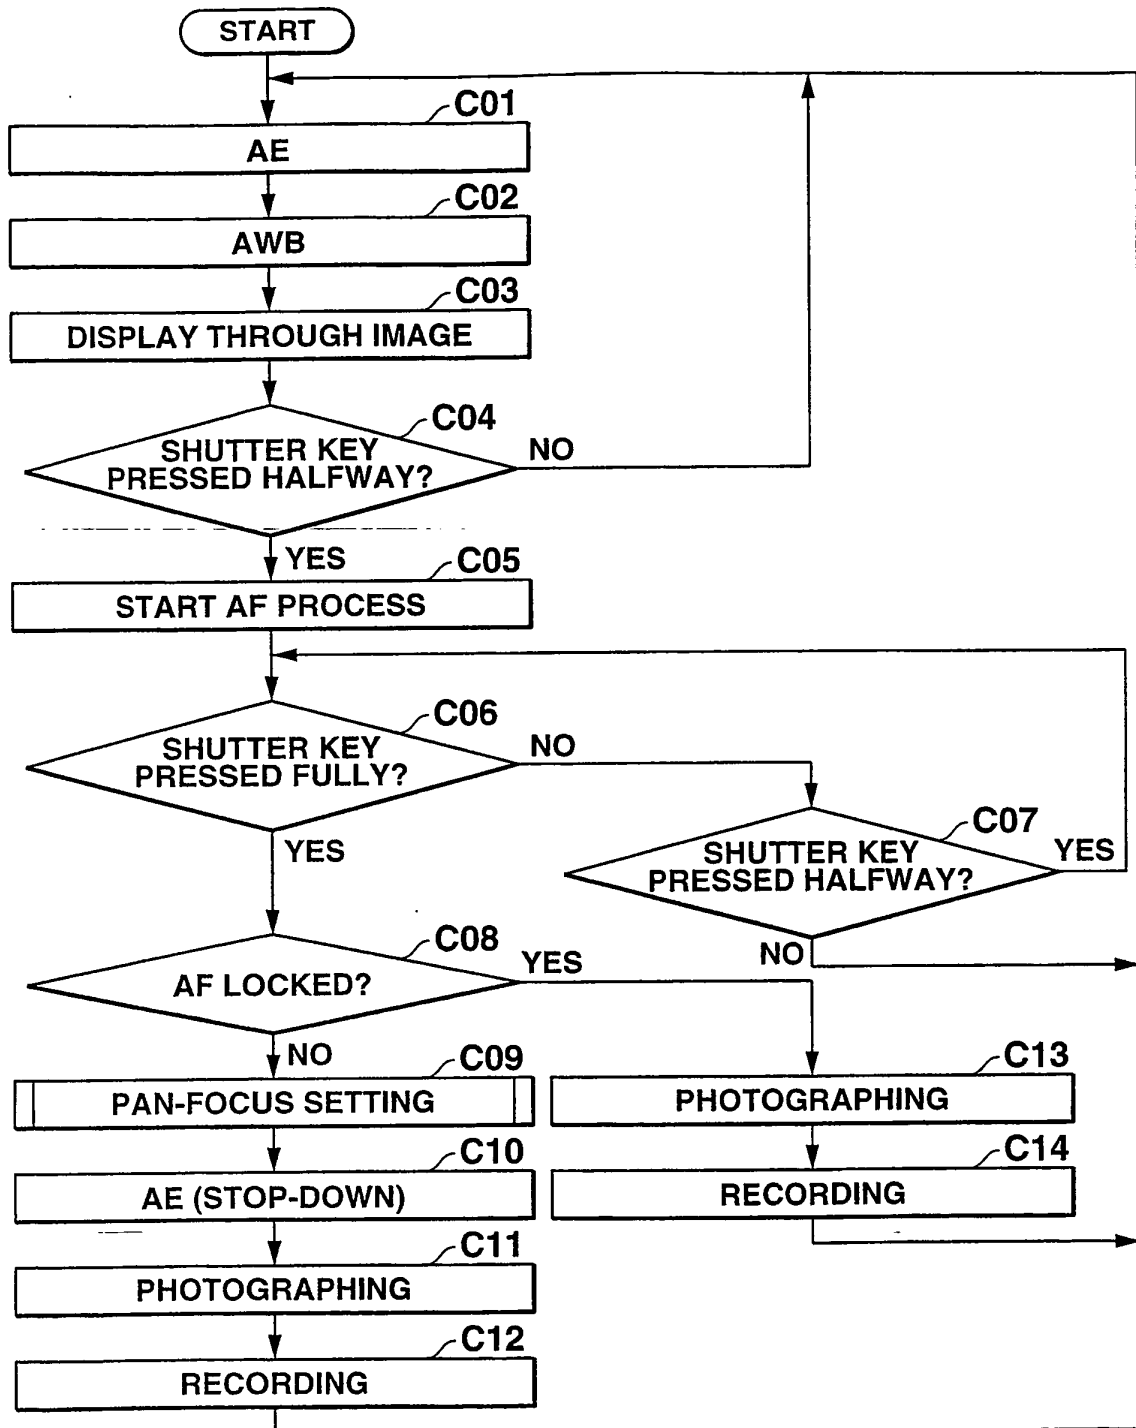 START
C01
AE
C02
AWB
C03
DISPLAY THROUGH IMAGE
C04
SHUTTER KEY
PRESSED HALFWAY?
NO
YES
C05
START AF PROCESS
C06
SHUTTER KEY
PRESSED FULLY?
NO
YES
C07
SHUTTER KEY
PRESSED HALFWAY?
YES
NO
C08
AF LOCKED?
YES
NO
C09
PAN-FOCUS SETTING
C13
PHOTOGRAPHING
C10
AE (STOP-DOWN)
C14
RECORDING
C11
PHOTOGRAPHING
C12
RECORDING